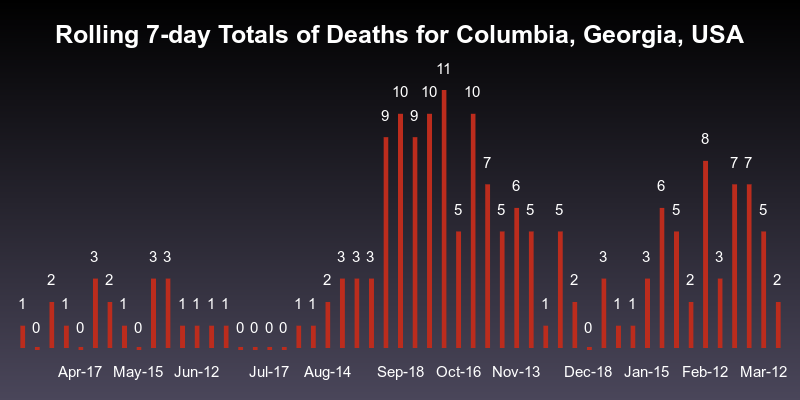 Rolling 7-day Totals of Deaths for Columbia, Georgia, USA
11
10 10 10
9 9
8
7 7 7
6 6
5 5 5 5 5 5
3 3 3 3 3 3 3 3 3
2 2 2 2 2 2
1 1 1 1 1 1 1 1 1 1 1 1 1
0 0 0 0 0 0 0 0
Apr-17 May-15 Jun-12 Jul-17 Aug-14 Sep-18 Oct-16 Nov-13 Dec-18 Jan-15 Feb-12 Mar-12